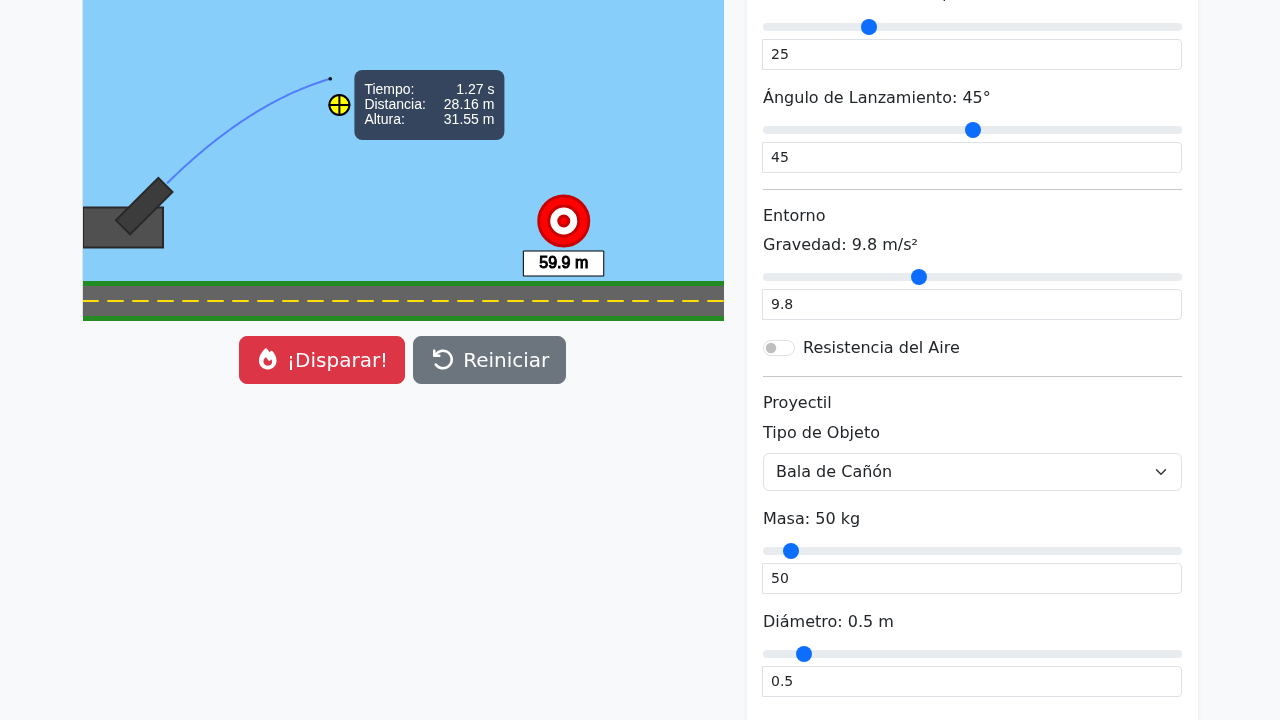 25
Tiempo: 1.27 s
Distancia: 28.16 m
Altura: 31.55 m
Ángulo de Lanzamiento: 45°
45
Entorno
Gravedad: 9.8 m/s²
59.9 m
9.8
¡Disparar!
Reiniciar
Resistencia del Aire
Proyectil
Tipo de Objeto
Bala de Cañón
Masa: 50 kg
50
Diámetro: 0.5 m
0.5